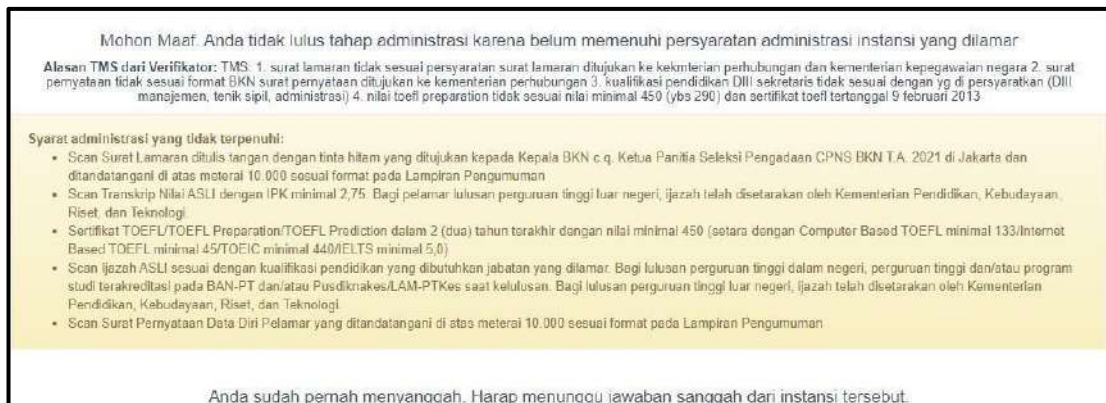 Mohon Maaf. Anda tidak lulus tahap administrasi karena belum memenuhi persyaratan administrasi instansi yang dilamar
Alasan TMS dari Verifikator: TMS: 1. surat lamaran tidak sesuai persyaratan surat lamaran ditujukan ke kekmterian perhubungan dan kementerian kepegawaian negara 2. surat
pernyataan tidak sesuai format BKN surat pernyataan ditujukan ke kementerian perhubungan 3. kualifikasi pendidikan DIII sekretaris tidak sesuai dengan yg di persyaratkan (DIII
manajemen, tenik sipil, administrasi) 4. nilai toefl preparation tidak sesuai nilai minimal 450 (ybs 290) dan sertifikat toefl tertanggal 9 februari 2013
Syarat administrasi yang tidak terpenuhi:
• Scan Surat Lamaran ditulis tangan dengan tinta hitam yang ditujukan kepada Kepala BKN c.q. Ketua Panitia Seleksi Pengadaan CPNS BKN T.A. 2021 di Jakarta dan
ditandatangani di atas meterai 10.000 sesuai format pada Lampiran Pengumuman
• Scan Transkrip Nilai ASLI dengan IPK minimal 2,75. Bagi pelamar lulusan perguruan tinggi luar negeri, ijazah telah disetarakan oleh Kementerian Pendidikan, Kebudayaan,
Riset, dan Teknologi.
• Sertifikat TOEFL/TOEFL Preparation/TOEFL Prediction dalam 2 (dua) tahun terakhir dengan nilai minimal 450 (setara dengan Computer Based TOEFL minimal 133/Internet
Based TOEFL minimal 45/TOEIC minimal 440/IELTS minimal 5,0)
• Scan Ijazah ASLI sesuai dengan kualifikasi pendidikan yang dibutuhkan jabatan yang dilamar. Bagi lulusan perguruan tinggi dalam negeri, perguruan tinggi dan/atau program
studi terakreditasi pada BAN-PT dan/atau Pusdiknakes/LAM-PTKes saat kelulusan. Bagi lulusan perguruan tinggi luar negeri, ijazah telah disetarakan oleh Kementerian
Pendidikan, Kebudayaan, Riset, dan Teknologi.
• Scan Surat Pernyataan Data Diri Pelamar yang ditandatangani di atas meterai 10.000 sesuai format pada Lampiran Pengumuman
Anda sudah pernah menyanggah. Harap menunggu jawaban sanggah dari instansi tersebut.